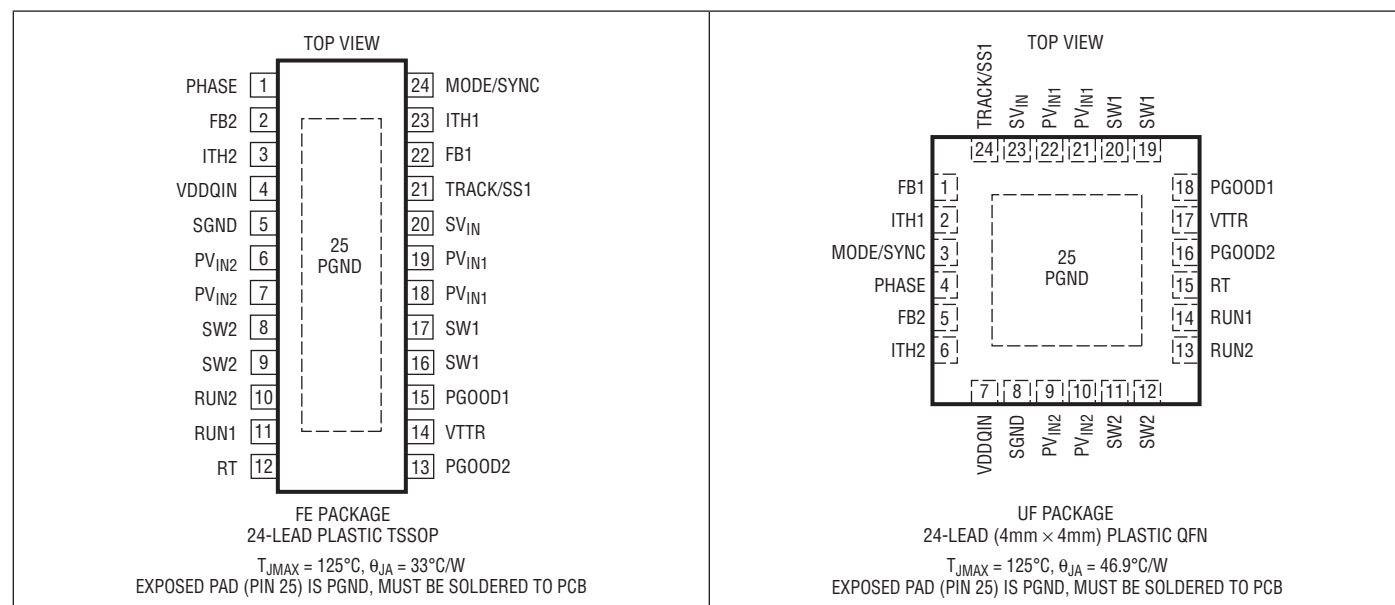 TOP VIEW
PHASE 1
FB2 2
ITH2 3
VDDQIN 4
SGND 5
PVIN2 6
PVIN2 7
SW2 8
SW2 9
RUN2 10
RUN1 11
RT 12
25
PGND
24 MODE/SYNC
23 ITH1
22 FB1
21 TRACK/SS1
20 SVIN
19 PVIN1
18 PVIN1
17 SW1
16 SW1
15 PGOOD1
14 VTTR
13 PGOOD2
FE PACKAGE
24-LEAD PLASTIC TSSOP
TJMAX = 125°C, θJA = 33°C/W
EXPOSED PAD (PIN 25) IS PGND, MUST BE SOLDERED TO PCB
TOP VIEW
TRACK/SS1
SVIN
PVIN1
PVIN1
SW1
SW1
24 23 22 21 20 19
FB1 1
ITH1 2
MODE/SYNC 3
PHASE 4
FB2 5
ITH2 6
25
PGND
18 PGOOD1
17 VTTR
16 PGOOD2
15 RT
14 RUN1
13 RUN2
7 8 9 10 11 12
VDDQIN
SGND
PVIN2
PVIN2
SW2
SW2
UF PACKAGE
24-LEAD (4mm × 4mm) PLASTIC QFN
TJMAX = 125°C, θJA = 46.9°C/W
EXPOSED PAD (PIN 25) IS PGND, MUST BE SOLDERED TO PCB